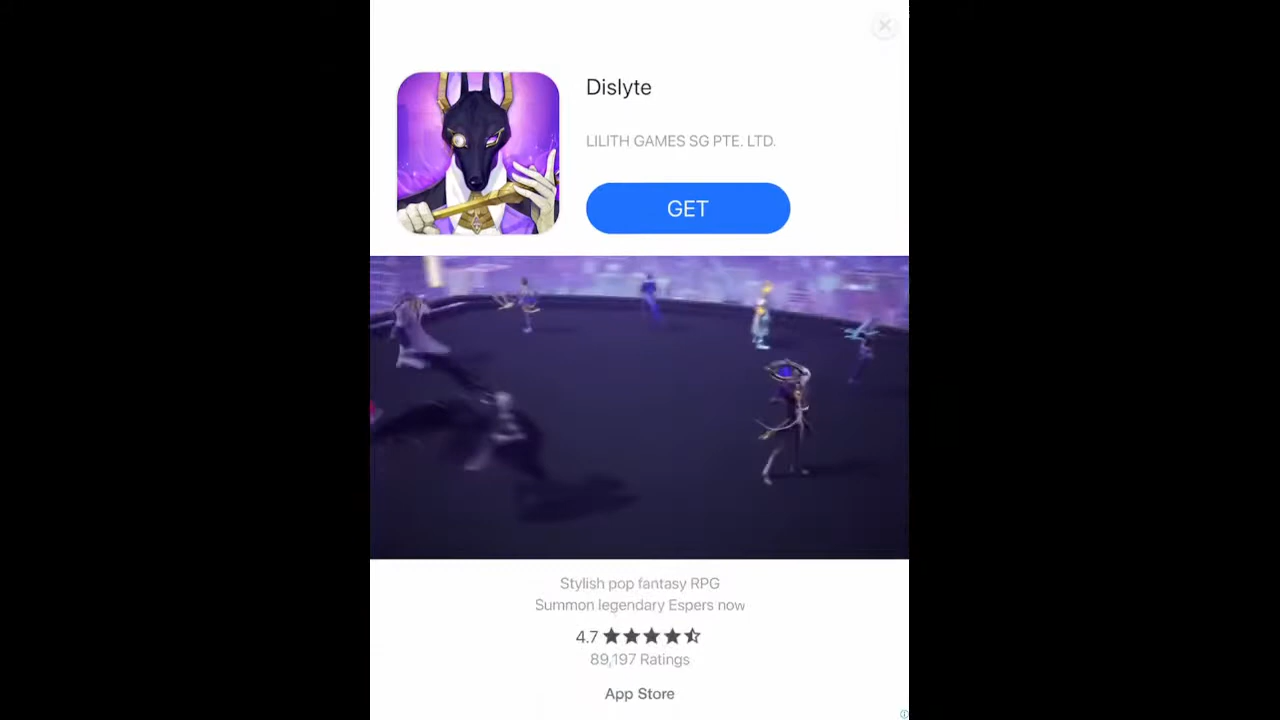 Dislyte
LILITH GAMES SG PTE. LTD.
GET
Stylish pop fantasy RPG
Summon legendary Espers now
4.7
89,197 Ratings
App Store